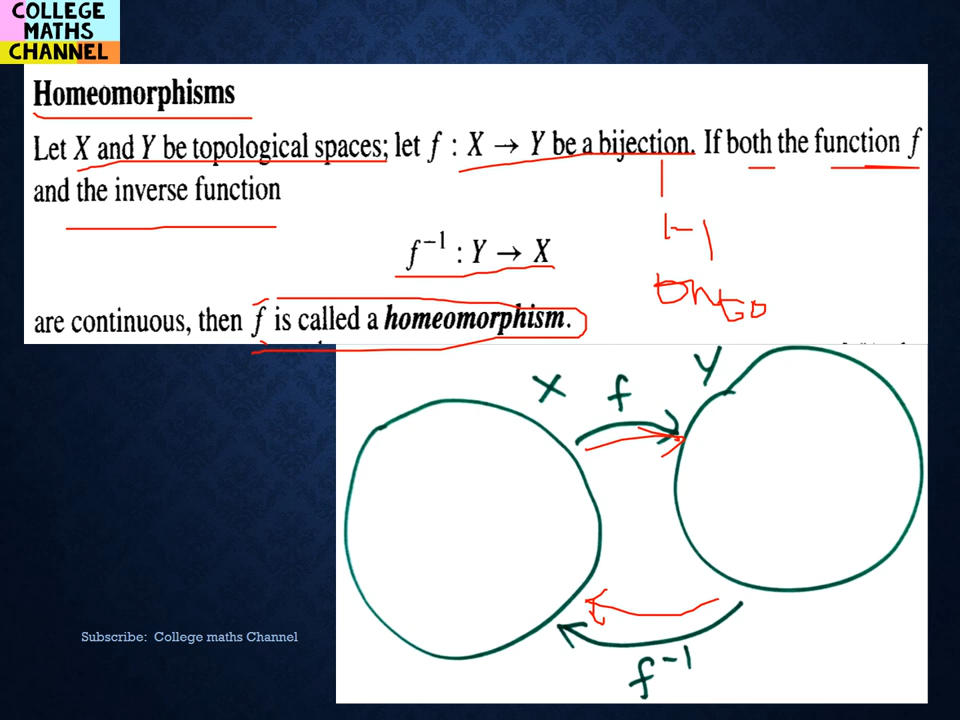 COLLEGE
MATHS
CHANNEL
Homeomorphisms
Let X and Y be topological spaces; let f : X → Y be a bijection. If both the function f
and the inverse function
f⁻¹ : Y → X
are continuous, then f is called a homeomorphism.
1-1
onto
X f Y
f⁻¹
Subscribe: College maths Channel